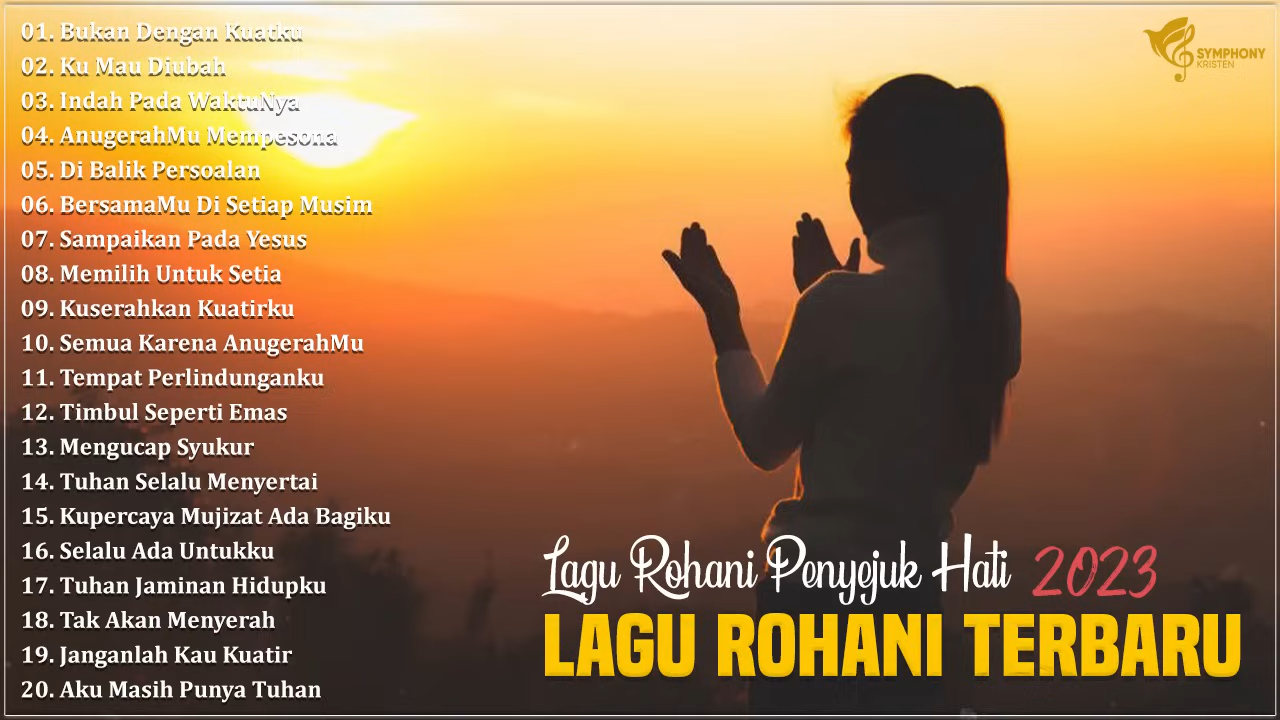 01. Bukan Dengan Kuatku
02. Ku Mau Diubah
03. Indah Pada WaktuNya
04. AnugerahMu Mempesona
05. Di Balik Persoalan
06. BersamaMu Di Setiap Musim
07. Sampaikan Pada Yesus
08. Memilih Untuk Setia
09. Kuserahkan Kuatirku
10. Semua Karena AnugerahMu
11. Tempat Perlindunganku
12. Timbul Seperti Emas
13. Mengucap Syukur
14. Tuhan Selalu Menyertai
15. Kupercaya Mujizat Ada Bagiku
16. Selalu Ada Untukku
17. Tuhan Jaminan Hidupku
18. Tak Akan Menyerah
19. Janganlah Kau Kuatir
20. Aku Masih Punya Tuhan
SYMPHONY
KRISTEN
Lagu Rohani Penyejuk Hati 2023
LAGU ROHANI TERBARU